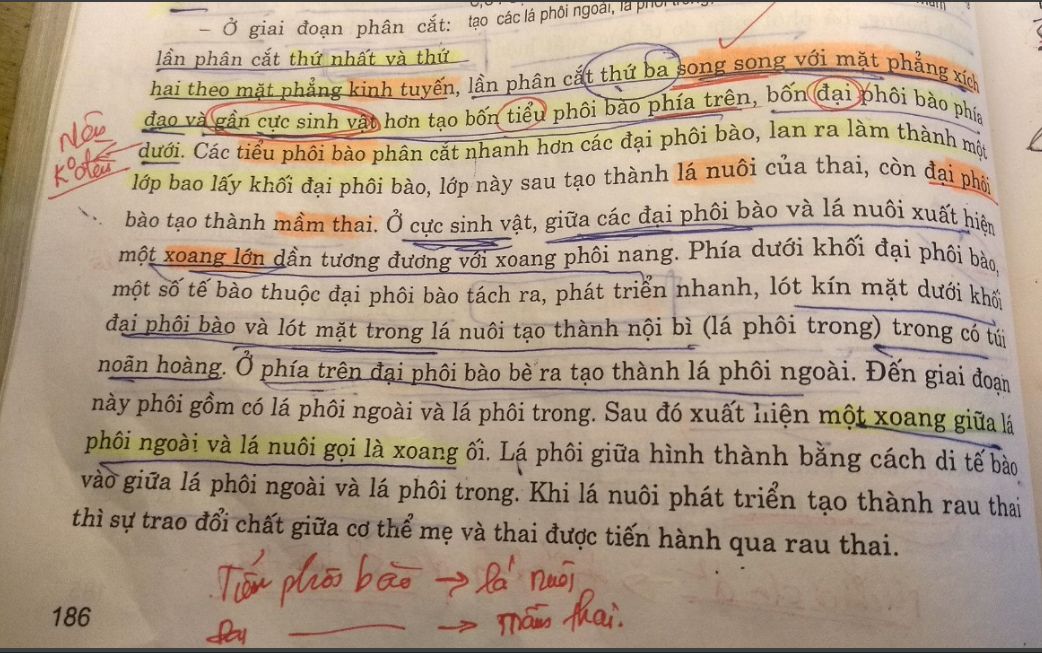 – Ở giai đoạn phân cắt: tạo các lá phôi ngoài, lá phôi
lần phân cắt thứ nhất và thứ
hai theo mặt phẳng kinh tuyến, lần phân cắt thứ ba song song với mặt phẳng xích
đạo và gần cực sinh vật hơn tạo bốn tiểu phôi bào phía trên, bốn đại phôi bào phía
dưới. Các tiểu phôi bào phân cắt nhanh hơn các đại phôi bào, lan ra làm thành một
lớp bao lấy khối đại phôi bào, lớp này sau tạo thành lá nuôi của thai, còn đại phôi
bào tạo thành mầm thai. Ở cực sinh vật, giữa các đại phôi bào và lá nuôi xuất hiện
một xoang lớn dần tương đương với xoang phôi nang. Phía dưới khối đại phôi bào,
một số tế bào thuộc đại phôi bào tách ra, phát triển nhanh, lót kín mặt dưới khối
đại phôi bào và lót mặt trong lá nuôi tạo thành nội bì (lá phôi trong) trong có túi
noãn hoàng. Ở phía trên đại phôi bào bè ra tạo thành lá phôi ngoài. Đến giai đoạn
này phôi gồm có lá phôi ngoài và lá phôi trong. Sau đó xuất hiện một xoang giữa lá
phôi ngoài và lá nuôi gọi là xoang ối. Lá phôi giữa hình thành bằng cách di tế bào
vào giữa lá phôi ngoài và lá phôi trong. Khi lá nuôi phát triển tạo thành rau thai
thì sự trao đổi chất giữa cơ thể mẹ và thai được tiến hành qua rau thai.
Tiểu phôi bào → lá nuôi
→ mầm thai.
186